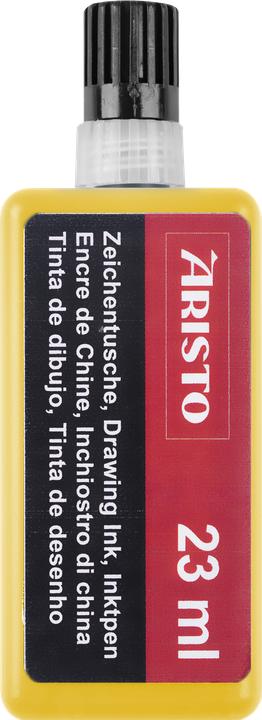 ARISTO
23 ml
Zeichentusche, Drawing Ink, Inktpen
Encre de Chine, Inchiostro di china
Tinta de dibujo, Tinta de desenho